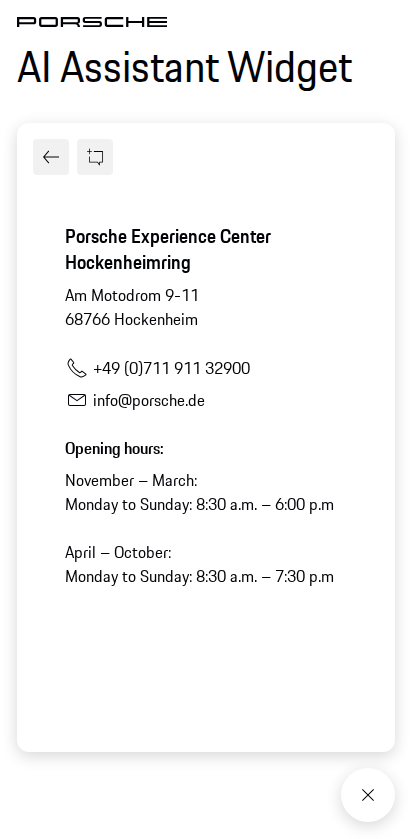 PORSCHE
AI Assistant Widget
Porsche Experience Center
Hockenheimring
Am Motodrom 9-11
68766 Hockenheim
+49 (0)711 911 32900
info@porsche.de
Opening hours:
November – March:
Monday to Sunday: 8:30 a.m. – 6:00 p.m
April – October:
Monday to Sunday: 8:30 a.m. – 7:30 p.m